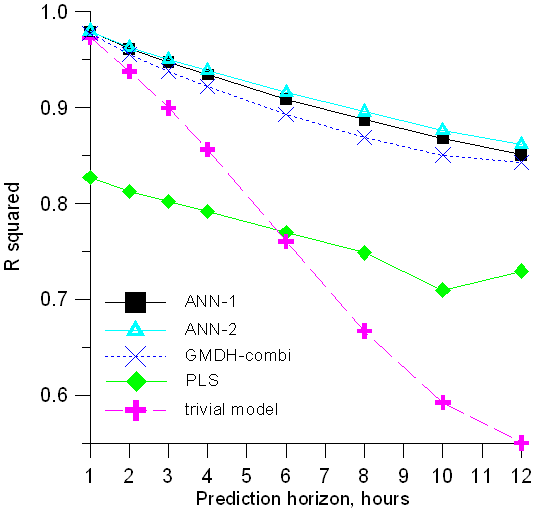 1.0
0.9
0.8
0.7
0.6
R squared
ANN-1
ANN-2
GMDH-combi
PLS
trivial model
1 2 3 4 5 6 7 8 9 10 11 12
Prediction horizon, hours